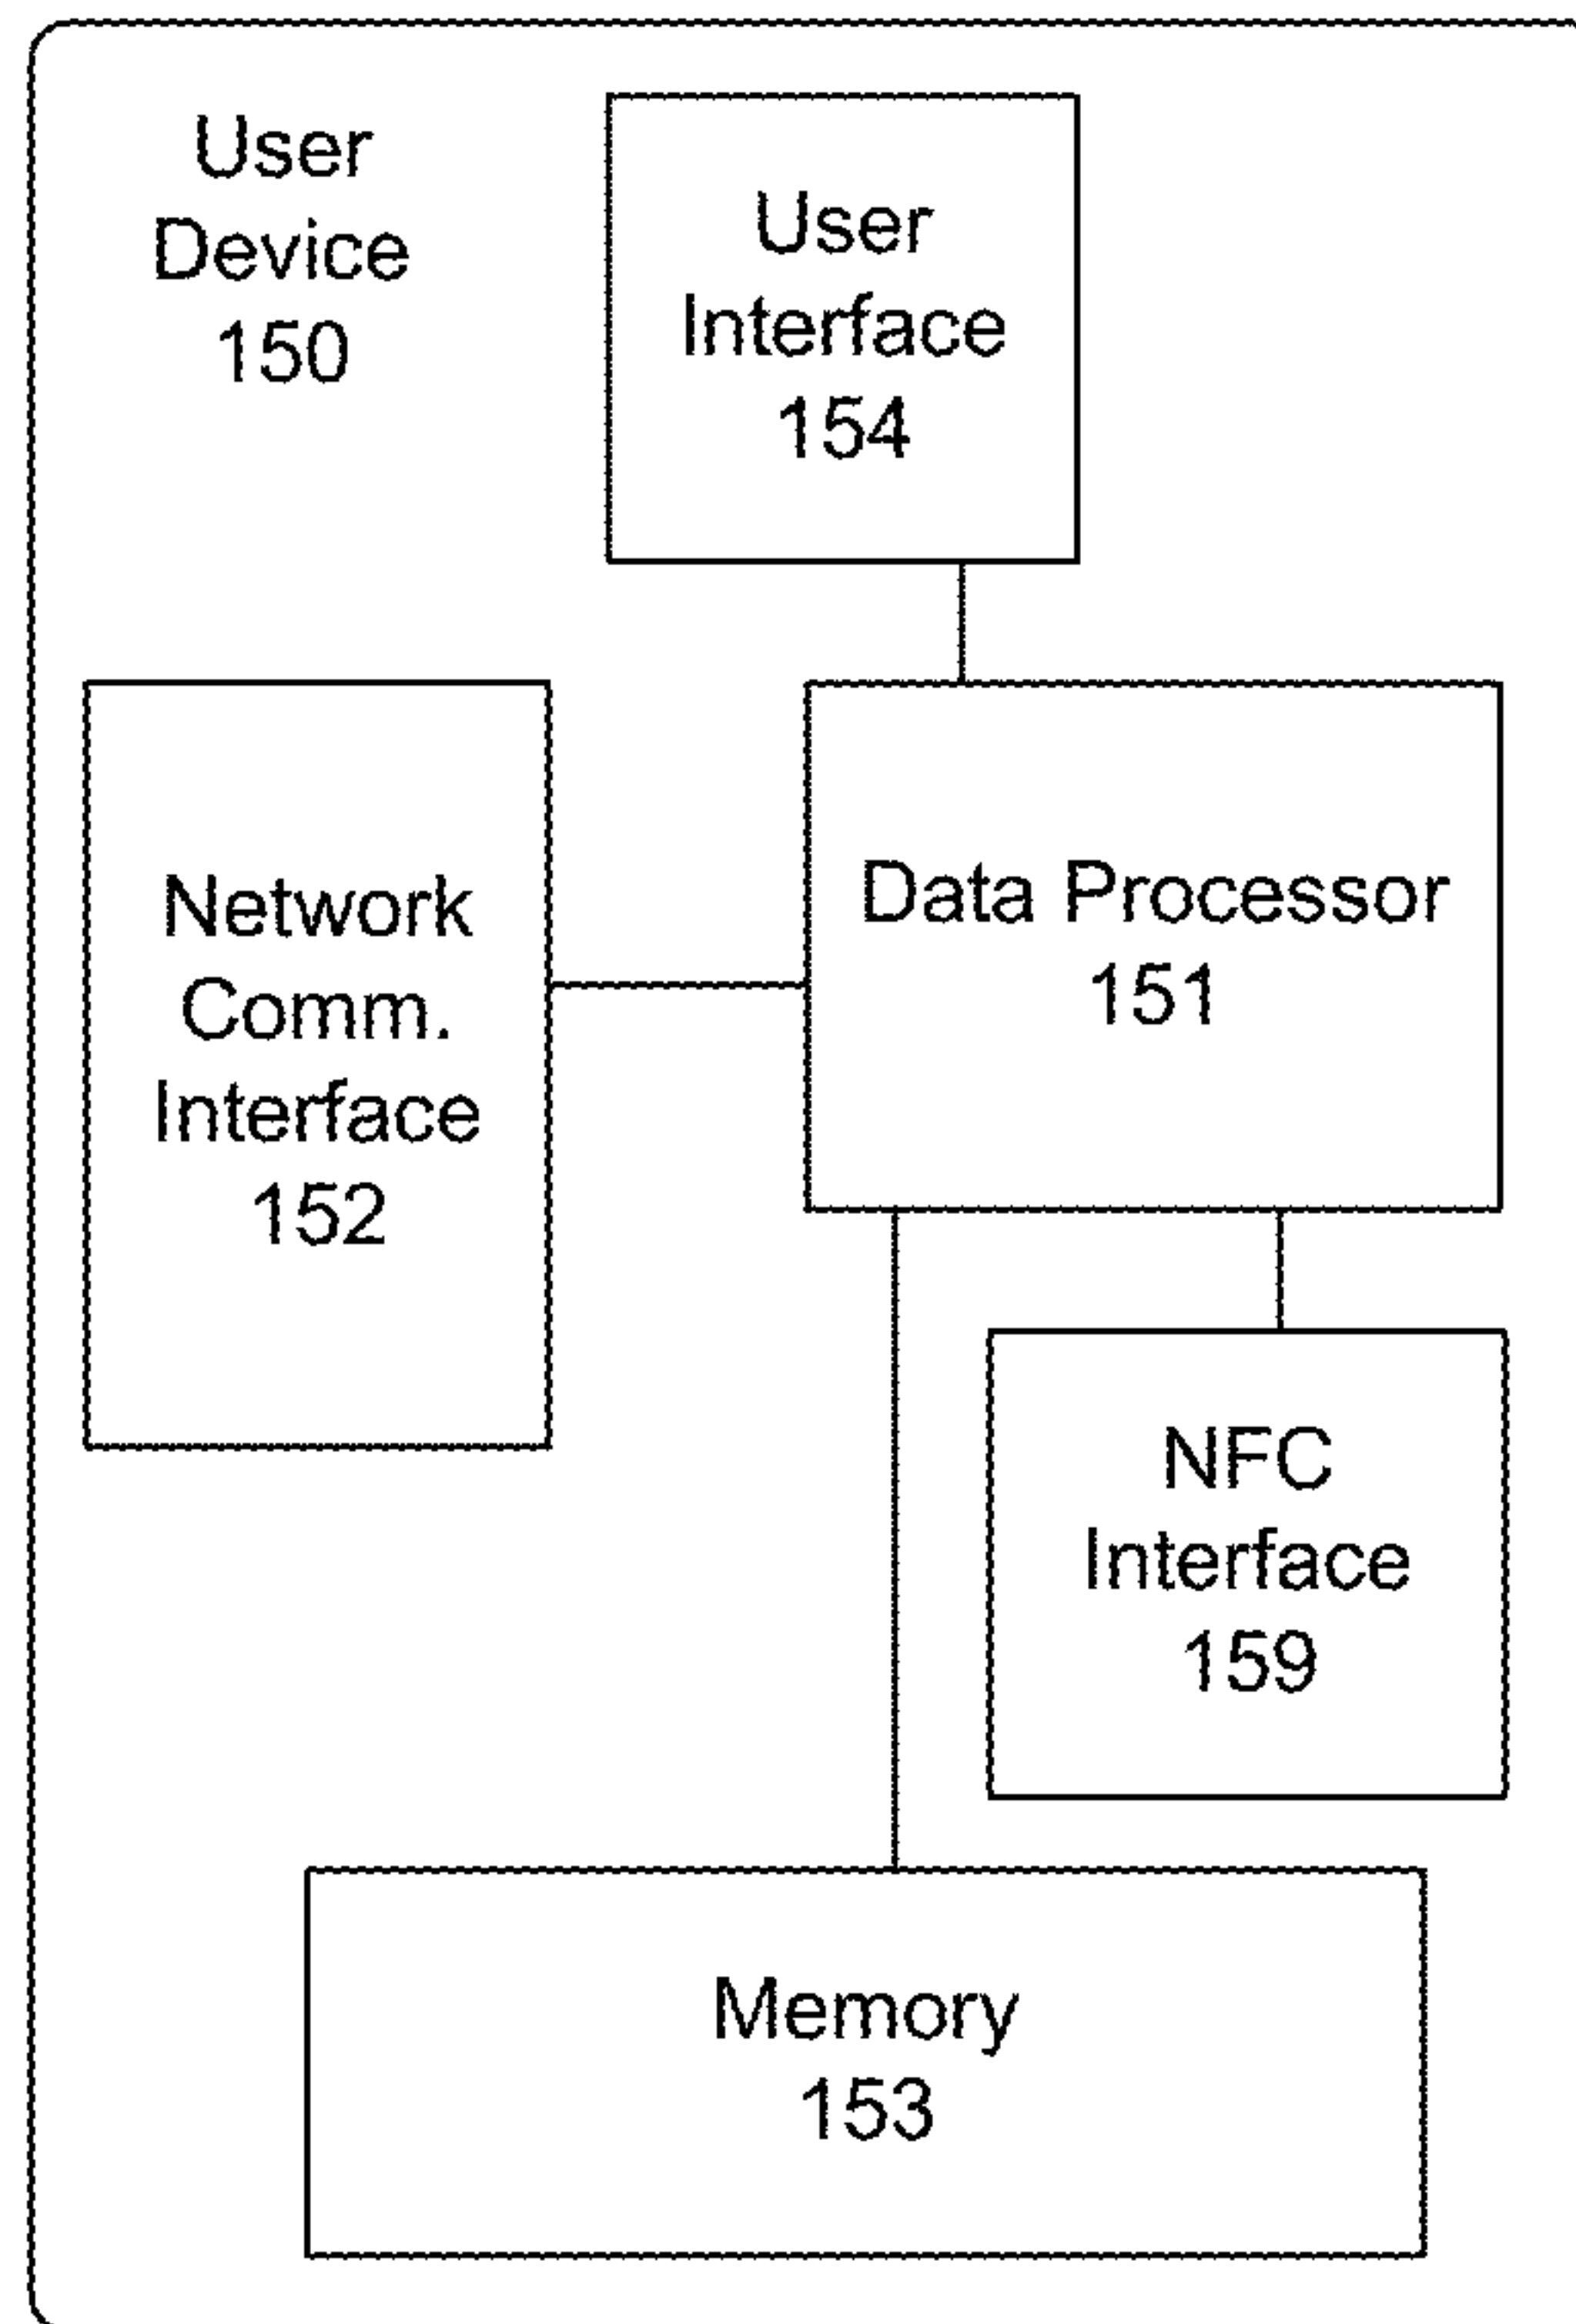 User
Device
150
User
Interface
154
Network
Comm.
Interface
152
Data Processor
151
NFC
Interface
159
Memory
153